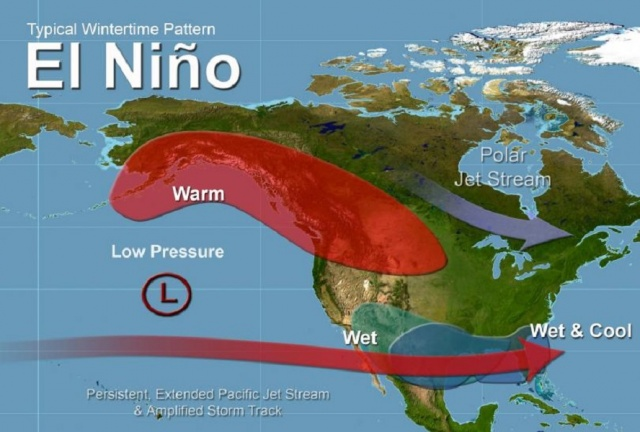 Typical Wintertime Pattern
El Niño
Polar
Jet Stream
Warm
Low Pressure
L
Wet
Wet & Cool
Persistent, Extended Pacific Jet Stream
& Amplified Storm Track